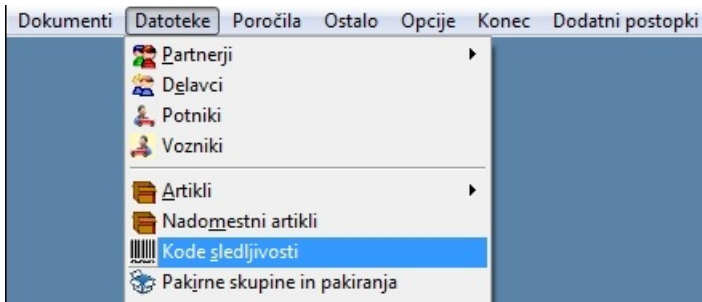 Dokumenti Datoteke Poročila Ostalo Opcije Konec Dodatni postopki
Partnerji
Delavci
Potniki
Vozniki
Artikli
Nadomestni artikli
Kode sledljivosti
Pakirne skupine in pakiranja